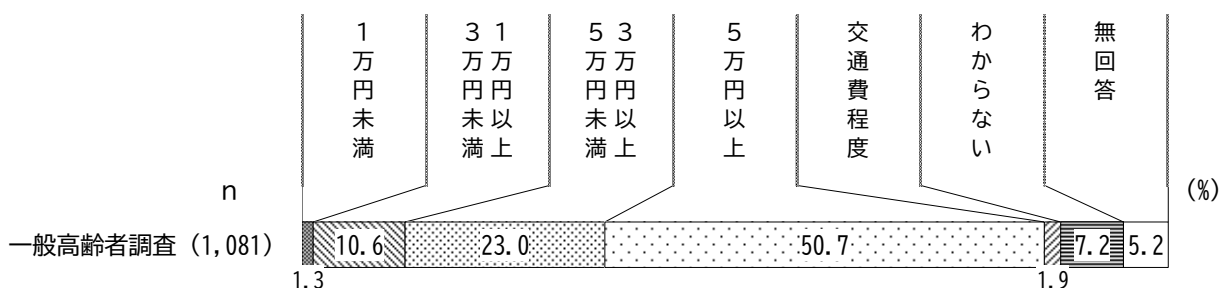 1万円未満
1万円以上
3万円未満
3万円以上
5万円未満
5万円以上
交通費程度
わからない
無回答
n
(%)
一般高齢者調査 (1,081)
10.6
23.0
50.7
7.2
5.2
1.3
1.9